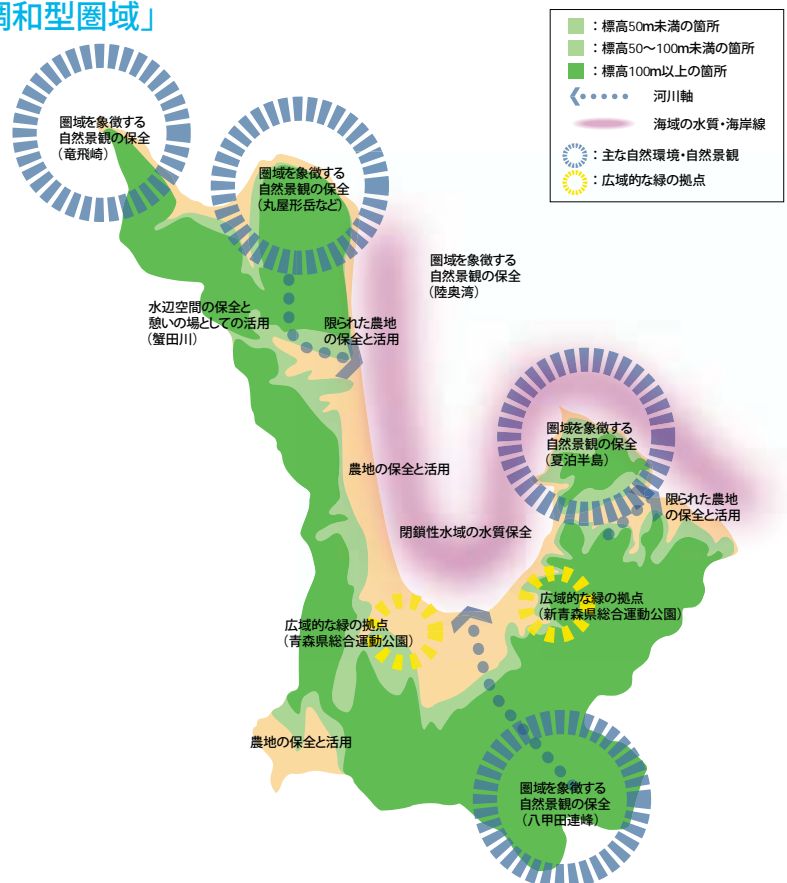 調和型圏域」
：標高50m未満の箇所
：標高50～100m未満の箇所
：標高100m以上の箇所
河川軸
海域の水質・海岸線
：主な自然環境・自然景観
：広域的な緑の拠点
圏域を象徴する
自然景観の保全
（竜飛崎）
圏域を象徴する
自然景観の保全
（丸屋形岳など）
圏域を象徴する
自然景観の保全
（陸奥湾）
水辺空間の保全と
憩いの場としての活用
（蟹田川）
限られた農地
の保全と活用
圏域を象徴する
自然景観の保全
（夏泊半島）
農地の保全と活用
限られた農地
の保全と活用
閉鎖性水域の水質保全
広域的な緑の拠点
（新青森県総合運動公園）
広域的な緑の拠点
（青森県総合運動公園）
農地の保全と活用
圏域を象徴する
自然景観の保全
（八甲田連峰）